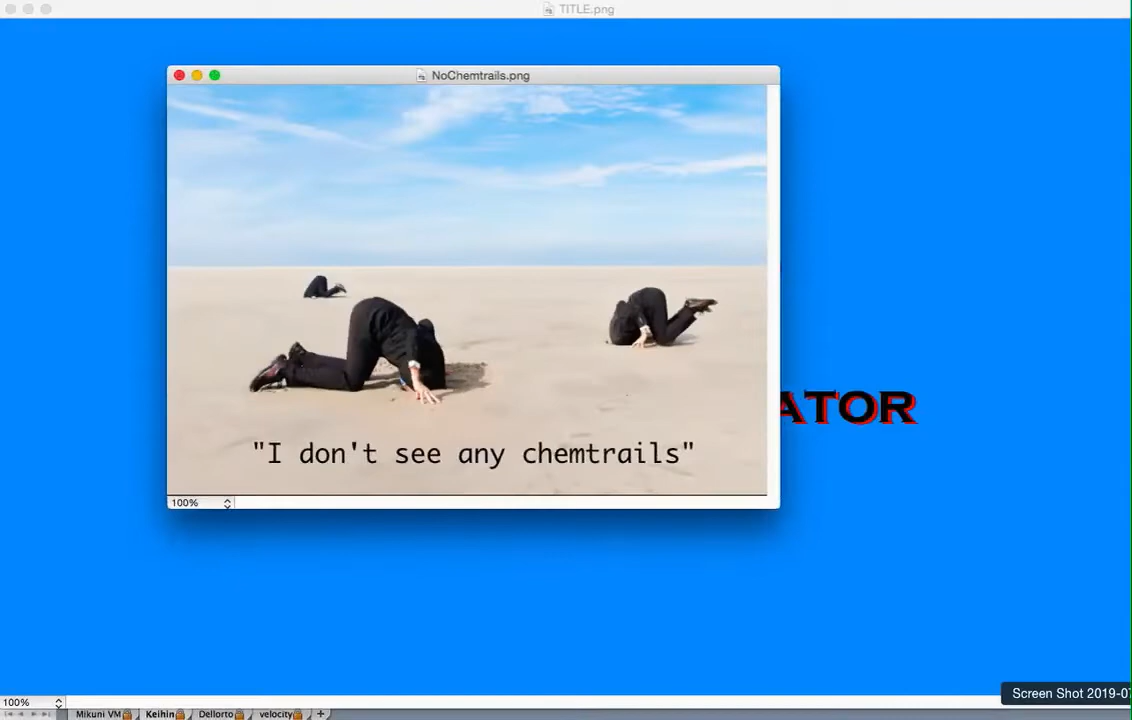 TITLE.png
NoChemtrails.png
"I don't see any chemtrails"
100%
ATOR
Screen Shot 2019-07
100%
Mikuni VM Keihin Dellorto velocity +